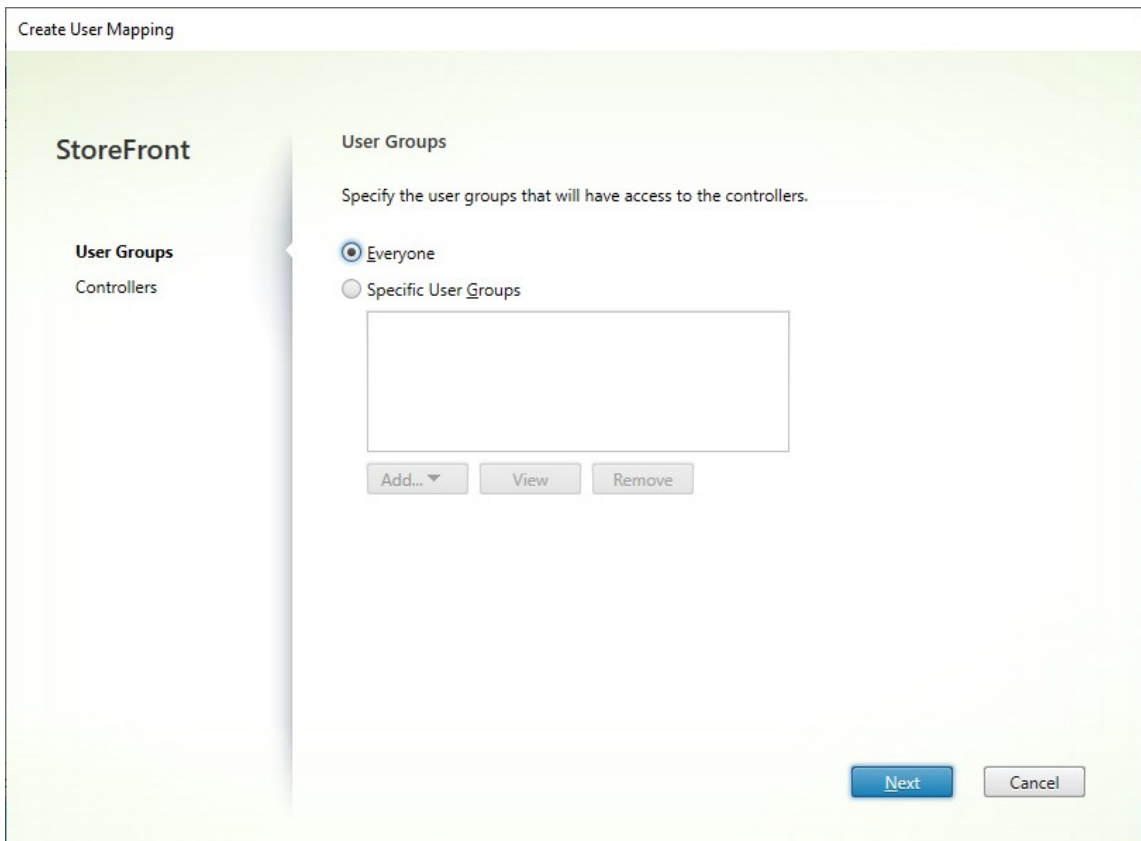 Create User Mapping
StoreFront
User Groups
Controllers
User Groups
Specify the user groups that will have access to the controllers.
Everyone
Specific User Groups
Add...
View
Remove
Next
Cancel